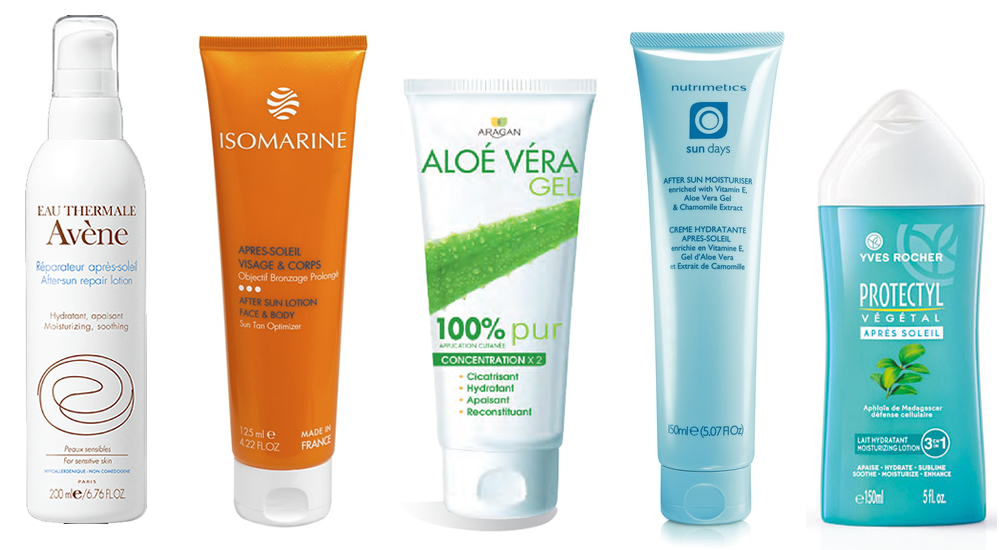 EAU THERMALE
Avène
Réparateur après-soleil
After-sun repair lotion
Hydratant, apaisant
Moisturizing, soothing
Peaux sensibles
For sensitive skin
HYPOALLERGÉNIQUE - NON COMEDOGENE
PARIS
200 ml e/6.76 FL.OZ.
ISOMARINE
APRES-SOLEIL
VISAGE & CORPS
Objectif Bronzage Prolongé
AFTER SUN LOTION
FACE & BODY
Sun Tan Optimizer
125 ml e
4.22 FL.OZ
MADE IN
FRANCE
ARAGAN
ALOÉ VÉRA
GEL
100% pur
APPLICATION CUTANÉE
CONCENTRATION X 2
• Cicatrisant
• Hydratant
• Apaisant
• Reconstituant
nutrimetics
sun days
AFTER SUN MOISTURISER
enriched with Vitamin E,
Aloe Vera Gel
& Chamomile Extract
CREME HYDRATANTE
APRES-SOLEIL
enrichie en Vitamine E,
Gel d'Aloe Vera
et Extrait de Camomille
150ml e (5.07 Fl Oz)
YVES ROCHER
PROTECTYL
VÉGÉTAL
APRÈS SOLEIL
Aphloïa de Madagascar
défense cellulaire
LAIT HYDRATANT
MOISTURIZING LOTION
3 EN 1
APAISE • HYDRATE • SUBLIME
SOOTHE • MOISTURIZE • ENHANCE
e150ml 5 fl. oz.